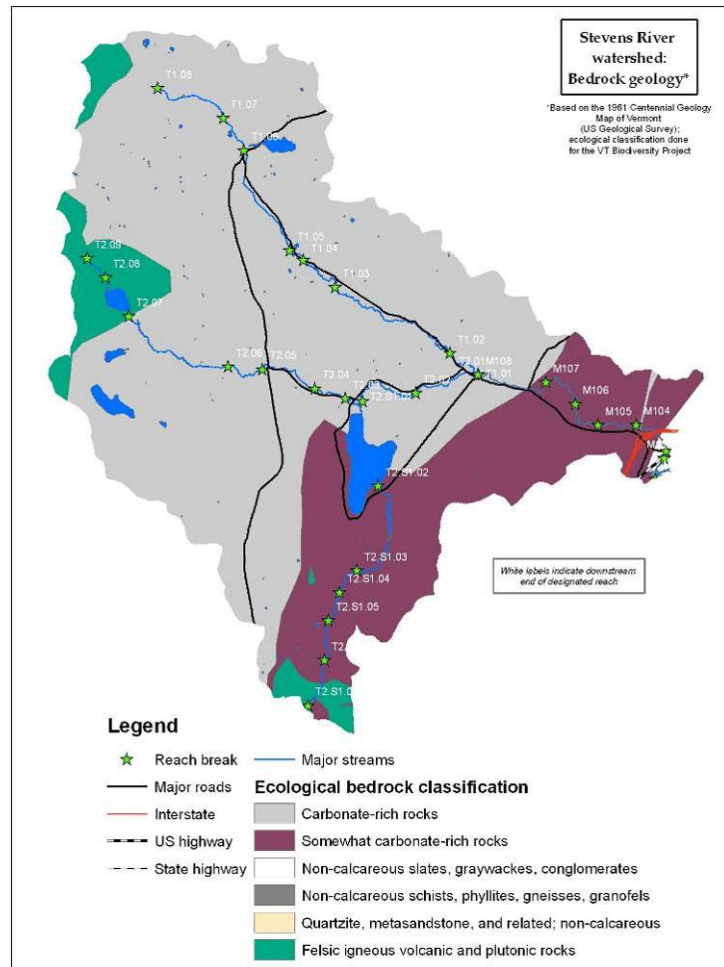 Stevens River
watershed:
Bedrock geology*
*Based on the 1961 Centennial Geology
Map of Vermont
(US Geological Survey);
ecological classification done
for the VT Biodiversity Project
T1.08
T1.07
T1.06
T1.05
T1.04
T1.03
T2.09
T2.08
T2.07
T1.02
T2.06
T2.05
T2.01
M108
T1.01
T2.04
T2.02
T2.03
T2.S1.01
M107
M106
M105
M104
T2.S1.02
T2.S1.03
T2.S1.04
T2.S1.05
White labels indicate downstream
end of designated reach
Legend
Reach break
Major streams
Major roads
Ecological bedrock classification
Interstate
Carbonate-rich rocks
US highway
Somewhat carbonate-rich rocks
State highway
Non-calcareous slates, graywackes, conglomerates
Non-calcareous schists, phyllites, gneisses, granofels
Quartzite, metasandstone, and related; non-calcareous
Felsic igneous volcanic and plutonic rocks